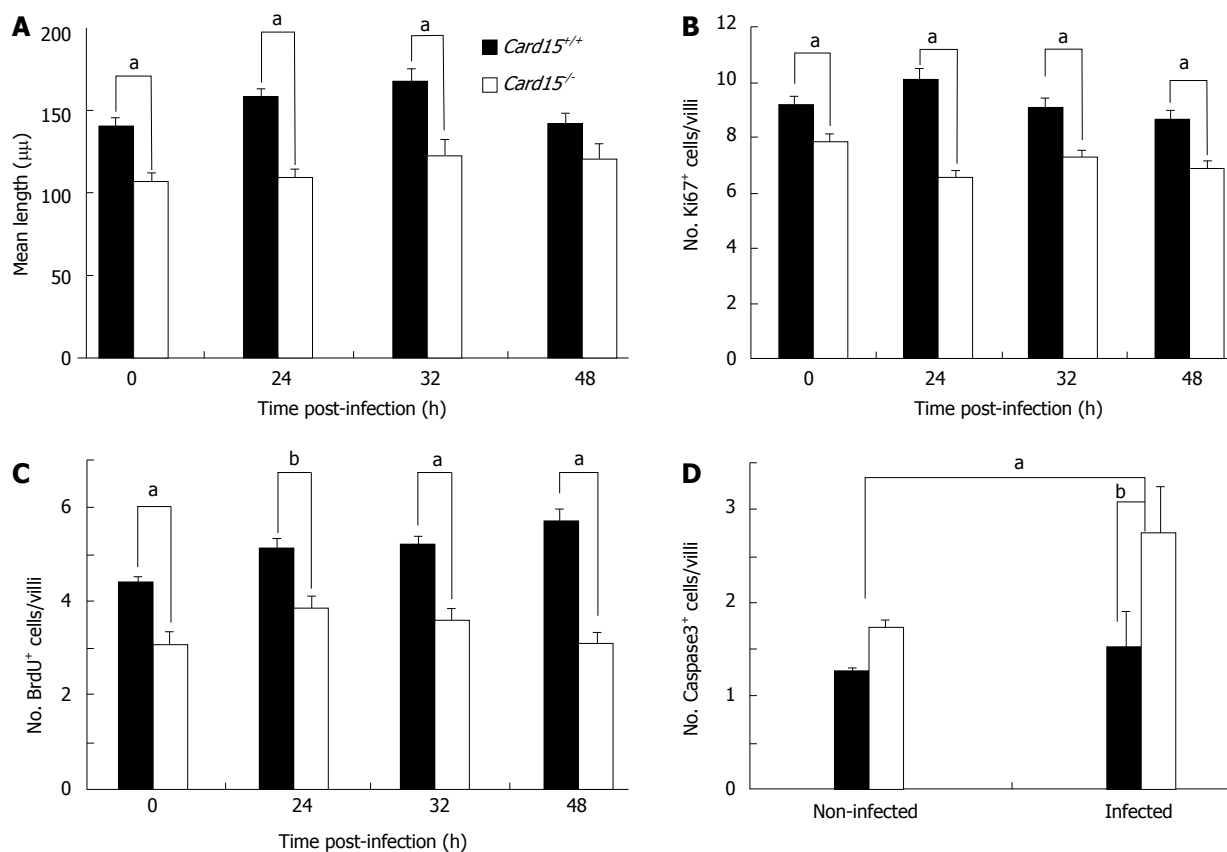 A
Mean length (μμ)
200
150
100
50
0
a
a
a
Card15+/+
Card15-/-
0 24 32 48
Time post-infection (h)
B
No. Ki67+ cells/villi
12
10
8
6
4
2
0
a
a
a
a
0 24 32 48
Time post-infection (h)
C
No. BrdU+ cells/villi
6
4
2
0
a
b
a
a
0 24 32 48
Time post-infection (h)
D
No. Caspase3+ cells/villi
3
2
1
0
a
b
Non-infected Infected